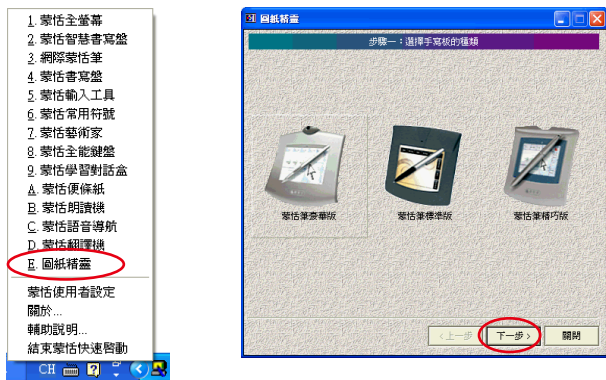 1. 蒙恬全螢幕
2. 蒙恬智慧書寫盤
3. 網際蒙恬筆
4. 蒙恬書寫盤
5. 蒙恬輸入工具
6. 蒙恬常用符號
7. 蒙恬藝術家
8. 蒙恬全能鍵盤
9. 蒙恬學習對話盒
A. 蒙恬便條紙
B. 蒙恬朗讀機
C. 蒙恬語音導航
D. 蒙恬翻譯機
E. 圖紙精靈
蒙恬使用者設定
關於...
輔助說明...
結束蒙恬快速啓動
CH
圖紙精靈
步驟一：選擇手寫板的種類
蒙恬筆豪華版
蒙恬筆標準版
蒙恬筆精巧版
<上一步
下一步>
關閉